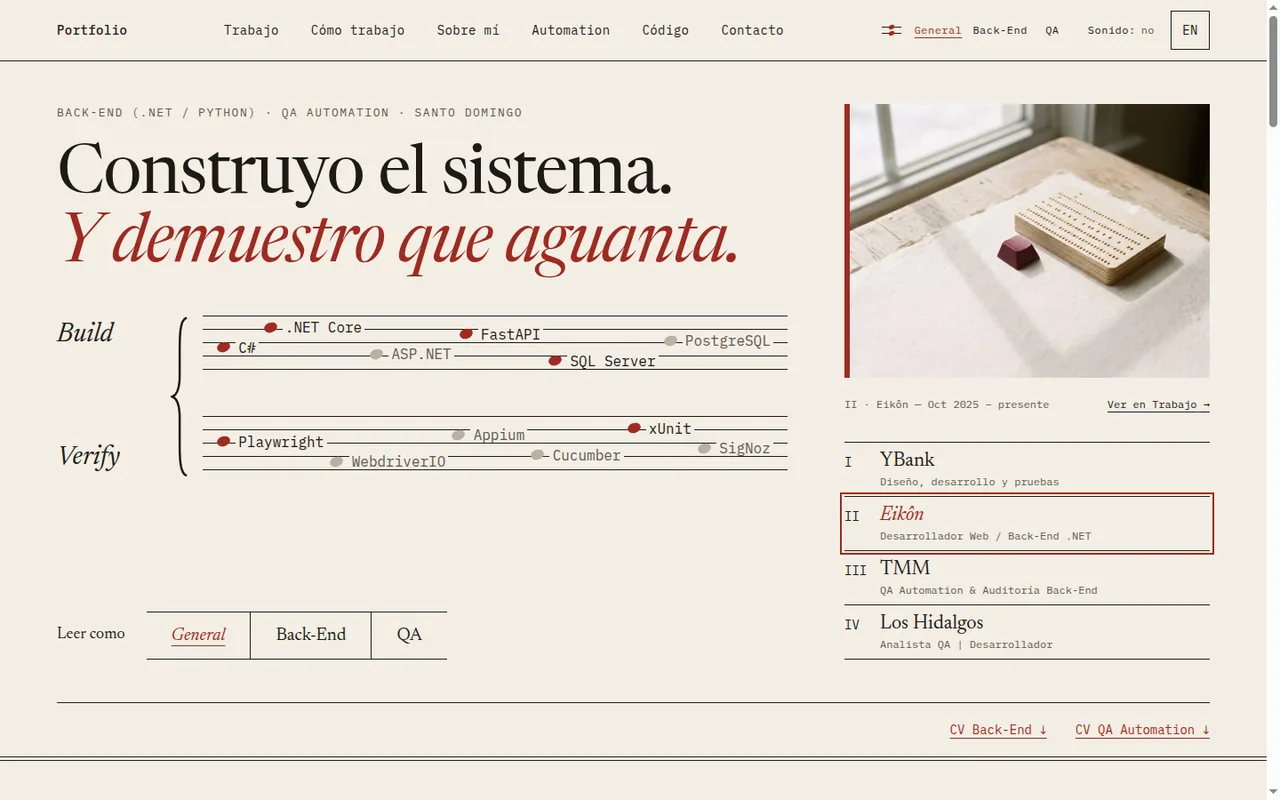 Portfolio
Trabajo Cómo trabajo Sobre mí Automation Código Contacto
General Back-End QA Sonido: no EN
BACK-END (.NET / PYTHON) · QA AUTOMATION · SANTO DOMINGO
Construyo el sistema.
Y demuestro que aguanta.
Build
.NET Core
FastAPI
PostgreSQL
C#
ASP.NET
SQL Server
Verify
xUnit
Appium
Playwright
SigNoz
Cucumber
WebdriverIO
Leer como General Back-End QA
II · Eikôn — Oct 2025 – presente Ver en Trabajo →
I YBank
Diseño, desarrollo y pruebas
II Eikôn
Desarrollador Web / Back-End .NET
III TMM
QA Automation & Auditoría Back-End
IV Los Hidalgos
Analista QA | Desarrollador
CV Back-End ↓ CV QA Automation ↓